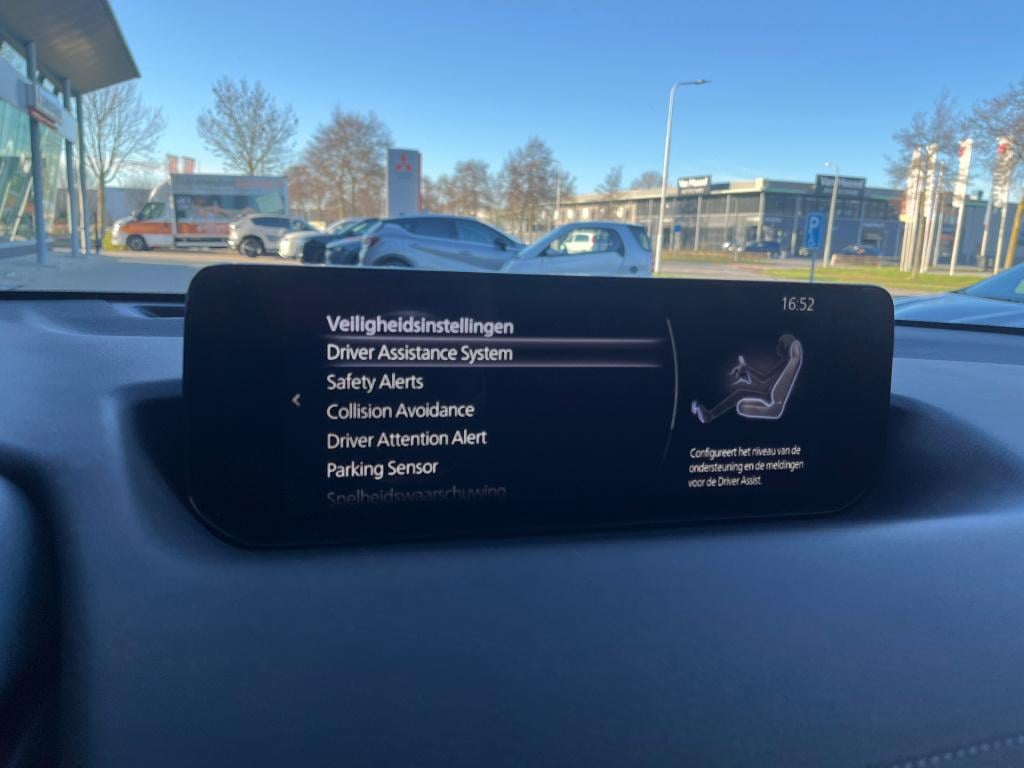 16:52
Veiligheidsinstellingen
Driver Assistance System
Safety Alerts
Collision Avoidance
Driver Attention Alert
Parking Sensor
Snelheidswaarschuwing
Configureert het niveau van de
ondersteuning en de meldingen
voor de Driver Assist.
P